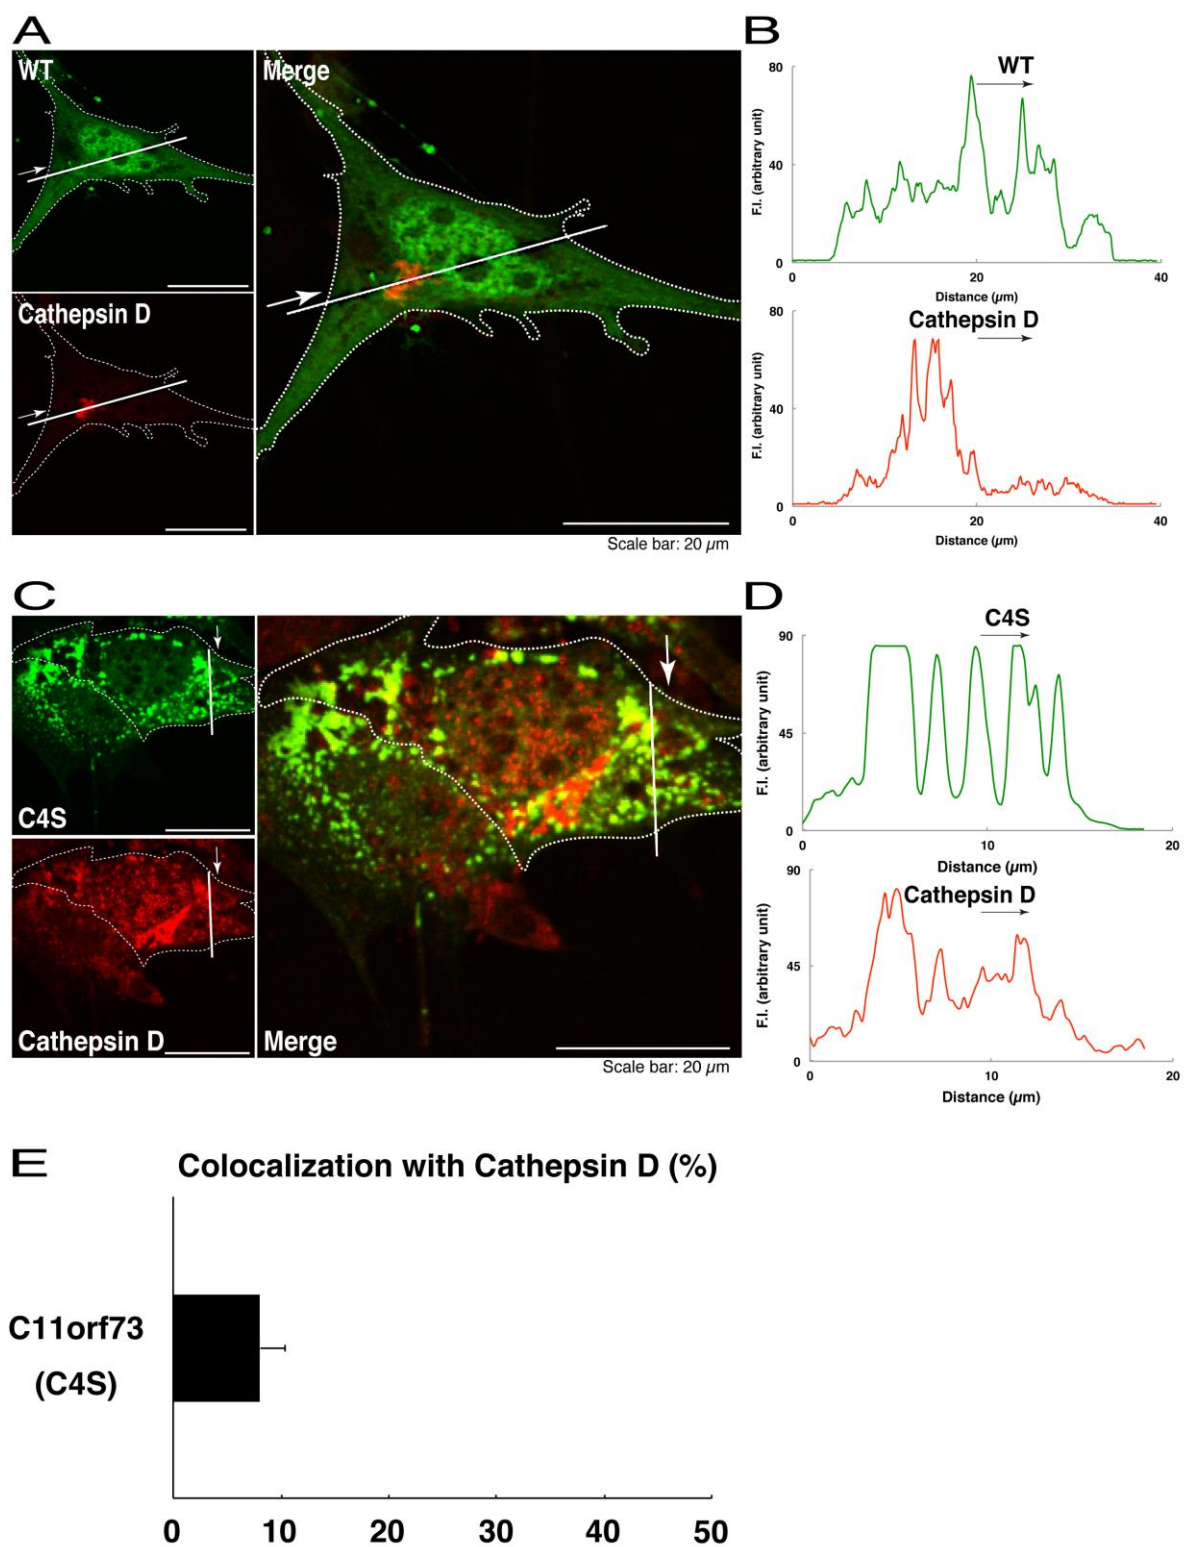 A
WT
Merge
Cathepsin D
Scale bar: 20 µm
B
80
WT
40
F.I. (arbitrary unit)
0
0 20 40
Distance (µm)
80
Cathepsin D
40
F.I. (arbitrary unit)
0
0 20 40
Distance (µm)
C
C4S
Cathepsin D
Merge
Scale bar: 20 µm
D
C4S
90
45
F.I. (arbitrary unit)
0
0 10 20
Distance (µm)
90
Cathepsin D
45
F.I. (arbitrary unit)
0
0 10 20
Distance (µm)
E
Colocalization with Cathepsin D (%)
C11orf73
(C4S)
0 10 20 30 40 50